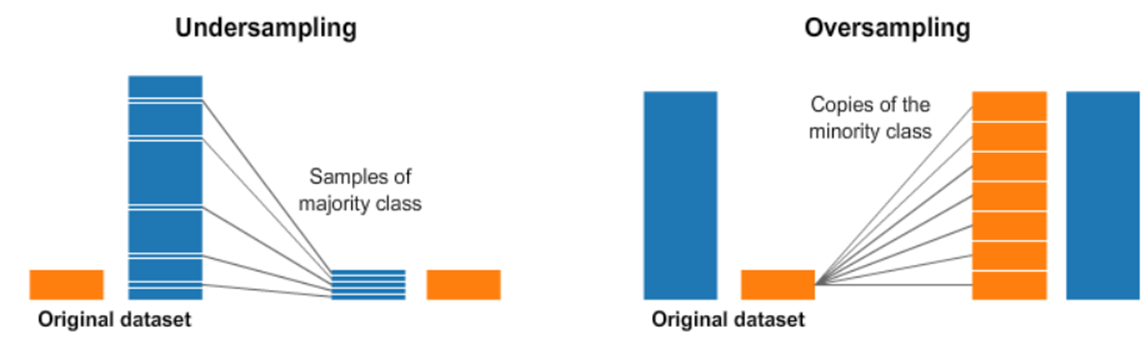 Undersampling
Samples of
majority class
Original dataset
Oversampling
Copies of the
minority class
Original dataset